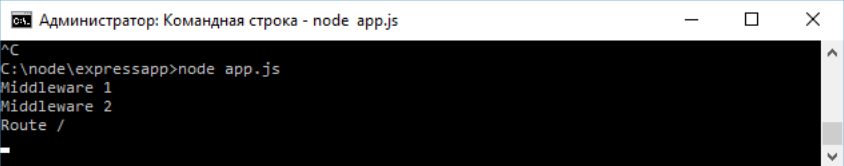 Администратор: Командная строка - node app.js
^C
C:\node\expressapp>node app.js
Middleware 1
Middleware 2
Route /